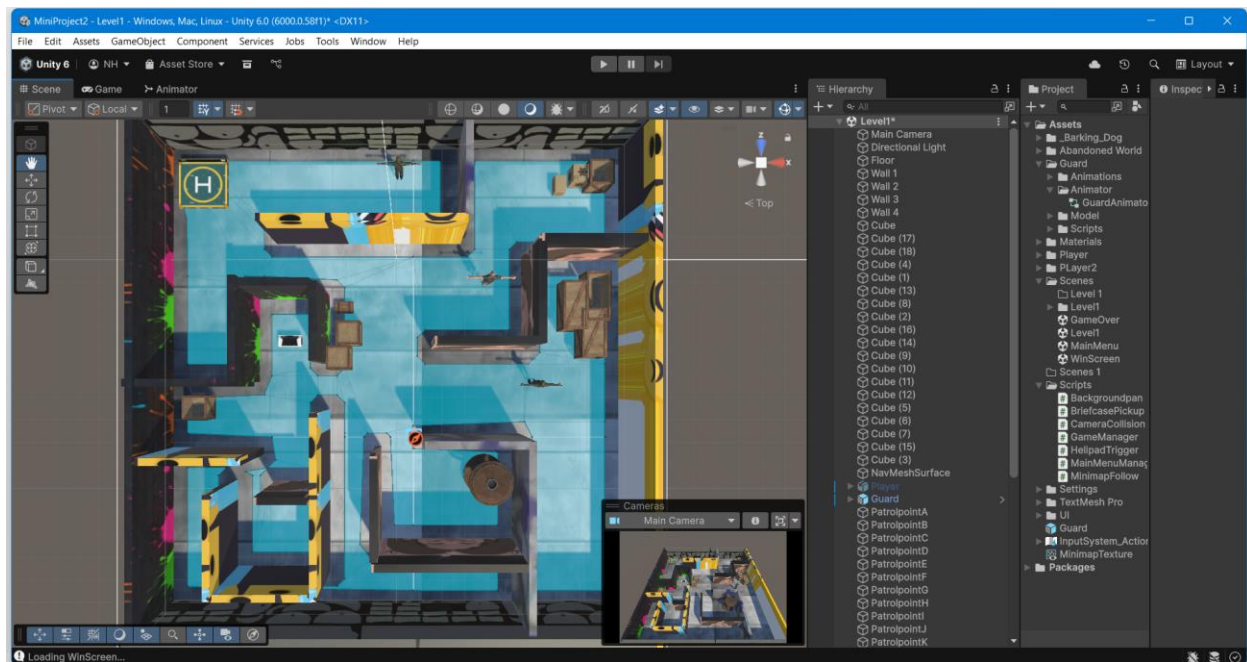 MiniProject2 - Level1 - Windows, Mac, Linux - Unity 6.0 (6000.0.58f1)* <DX11>
File Edit Assets GameObject Component Services Jobs Tools Window Help
Unity 6 NH Asset Store Layout
Scene Game Animator
Pivot Local 1 2D
z
x
Top
H
Cameras
Main Camera
Hierarchy
All
Level1*
Main Camera
Directional Light
Floor
Wall 1
Wall 2
Wall 3
Wall 4
Cube
Cube (17)
Cube (18)
Cube (4)
Cube (1)
Cube (13)
Cube (8)
Cube (2)
Cube (16)
Cube (14)
Cube (9)
Cube (10)
Cube (11)
Cube (12)
Cube (5)
Cube (6)
Cube (7)
Cube (15)
Cube (3)
NavMeshSurface
Player
Guard
PatrolpointA
PatrolpointB
PatrolpointC
PatrolpointD
PatrolpointE
PatrolpointF
PatrolpointG
PatrolpointH
PatrolpointI
PatrolpointJ
PatrolpointK
Project
Assets
_Barking_Dog
Abandoned World
Guard
Animations
Animator
GuardAnimato
Model
Scripts
Materials
Player
PLayer2
Scenes
Level 1
Level1
GameOver
Level1
MainMenu
WinScreen
Scenes 1
Scripts
Backgroundpan
BriefcasePickup
CameraCollision
GameManager
HelipadTrigger
MainMenuManag
MinimapFollow
Settings
TextMesh Pro
UI
Guard
InputSystem_Action
MinimapTexture
Packages
Inspec
Loading WinScreen...